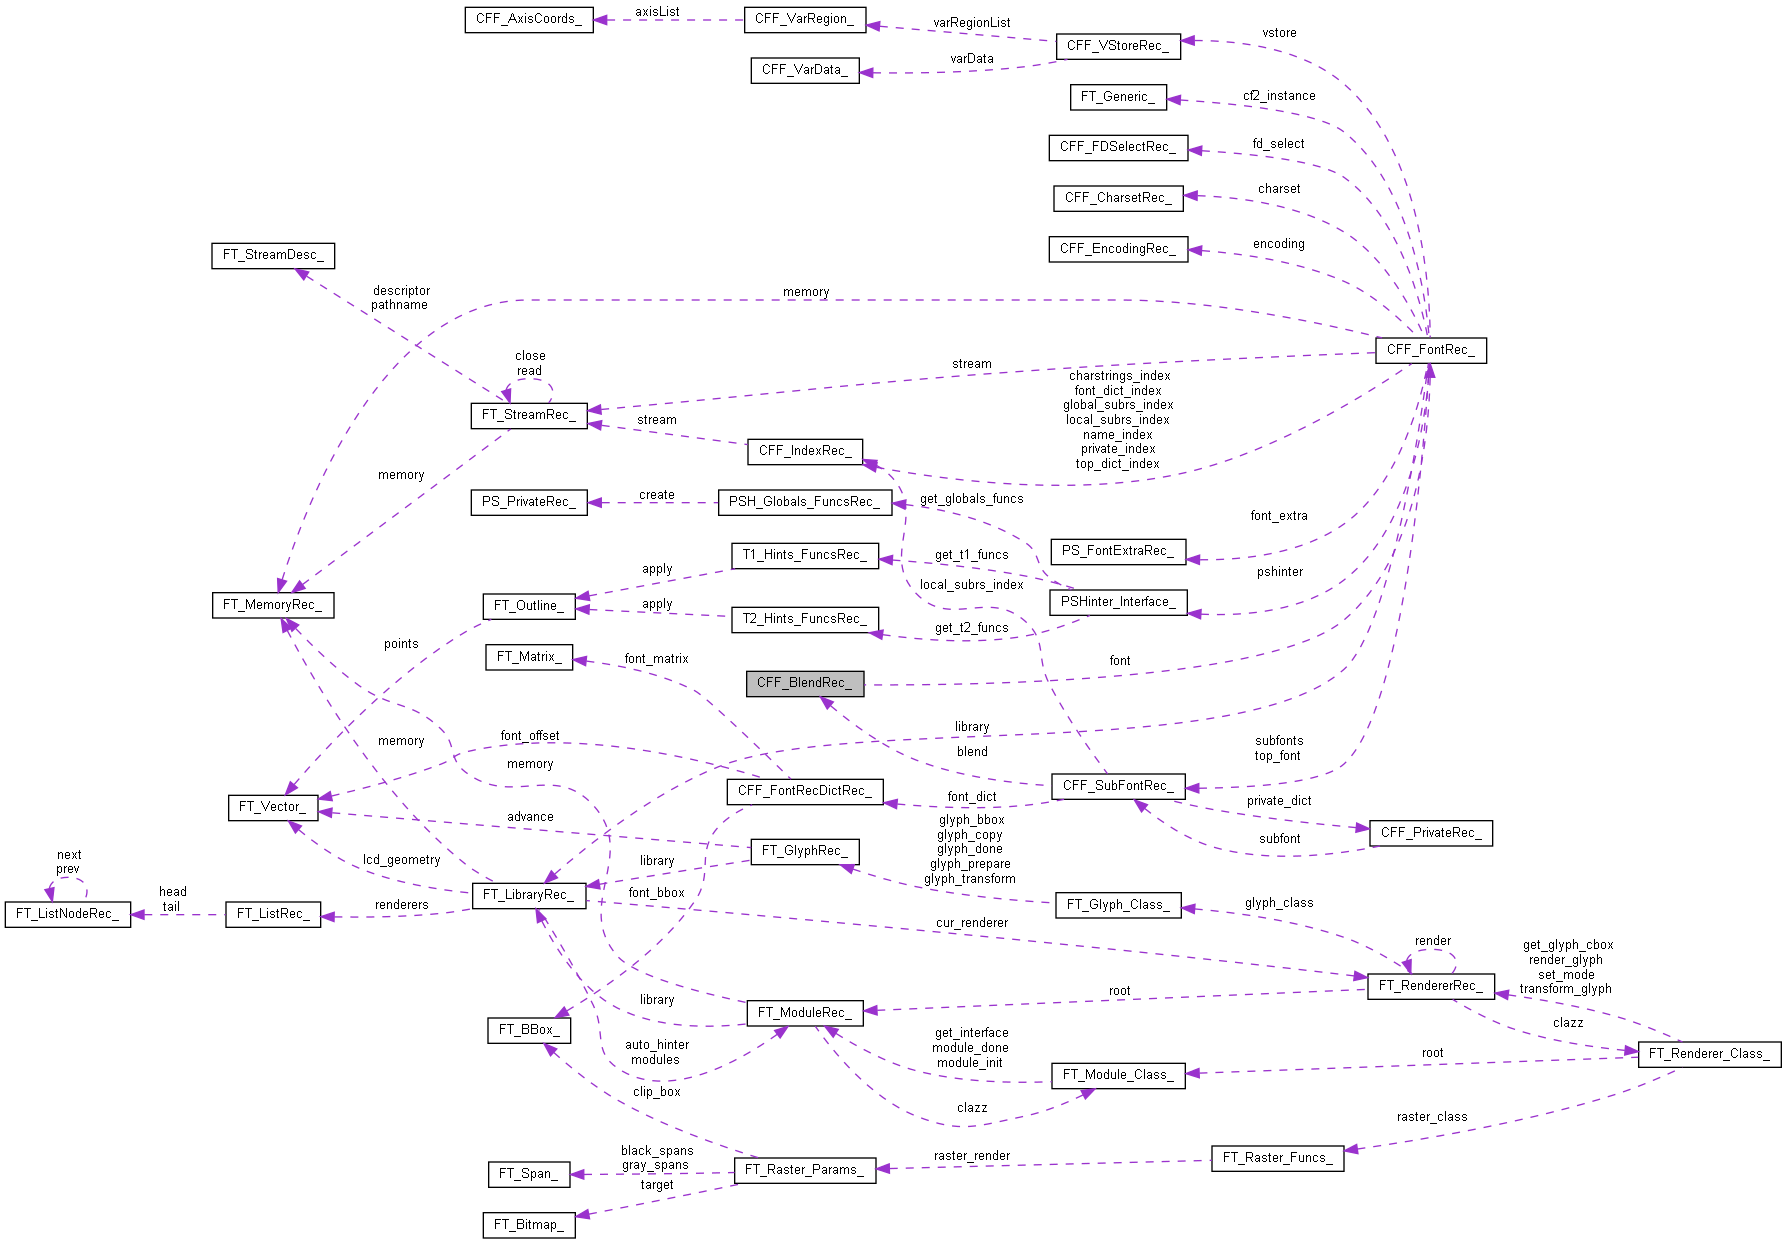 CFF_AxisCoords_
axisList
CFF_VarRegion_
varRegionList
CFF_VStoreRec_
vstore
CFF_VarData_
varData
FT_Generic_
cf2_instance
CFF_FDSelectRec_
fd_select
CFF_CharsetRec_
charset
CFF_EncodingRec_
encoding
FT_StreamDesc_
descriptor
pathname
memory
CFF_FontRec_
close
read
stream
FT_StreamRec_
charstrings_index
font_dict_index
global_subrs_index
local_subrs_index
name_index
private_index
top_dict_index
stream
CFF_IndexRec_
memory
PS_PrivateRec_
create
PSH_Globals_FuncsRec_
get_globals_funcs
font_extra
PS_FontExtraRec_
T1_Hints_FuncsRec_
get_t1_funcs
apply
pshinter
local_subrs_index
PSHinter_Interface_
FT_MemoryRec_
FT_Outline_
apply
T2_Hints_FuncsRec_
get_t2_funcs
points
FT_Matrix_
font_matrix
font
CFF_BlendRec_
library
font_offset
memory
blend
subfonts
top_font
memory
CFF_SubFontRec_
CFF_FontRecDictRec_
font_dict
private_dict
FT_Vector_
advance
glyph_bbox
glyph_copy
glyph_done
glyph_prepare
glyph_transform
CFF_PrivateRec_
subfont
FT_GlyphRec_
library
lcd_geometry
next
prev
FT_ListNodeRec_
head
tail
FT_ListRec_
renderers
FT_LibraryRec_
font_bbox
FT_Glyph_Class_
glyph_class
cur_renderer
render
get_glyph_cbox
render_glyph
set_mode
transform_glyph
FT_RendererRec_
root
library
FT_ModuleRec_
clazz
FT_BBox_
auto_hinter
modules
get_interface
module_done
module_init
root
FT_Renderer_Class_
FT_Module_Class_
clip_box
clazz
raster_class
black_spans
gray_spans
FT_Span_
FT_Raster_Params_
raster_render
FT_Raster_Funcs_
target
FT_Bitmap_